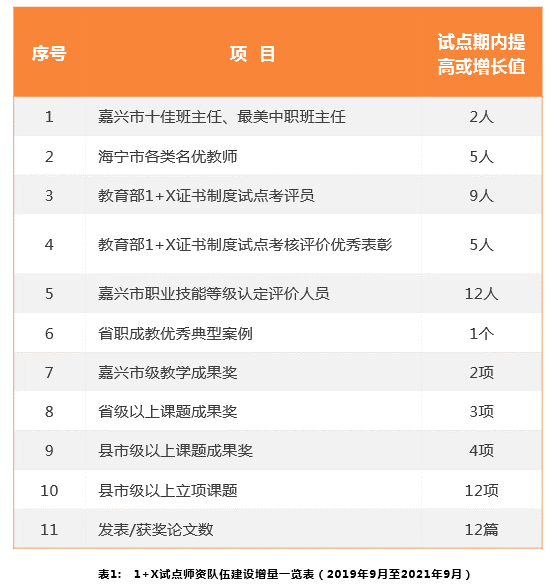 序号 项 目 试点期内提
高或增长值
1 嘉兴市十佳班主任、最美中职班主任 2人
2 海宁市各类名优教师 5人
3 教育部1+X证书制度试点考评员 9人
4 教育部1+X证书制度试点考核评价优秀表彰 5人
5 嘉兴市职业技能等级认定评价人员 12人
6 省职成教优秀典型案例 1个
7 嘉兴市级教学成果奖 2项
8 省级以上课题成果奖 3项
9 县市级以上课题成果奖 4项
10 县市级以上立项课题 12项
11 发表/获奖论文数 12篇
表1： 1+X试点师资队伍建设增量一览表（2019年9月至2021年9月）